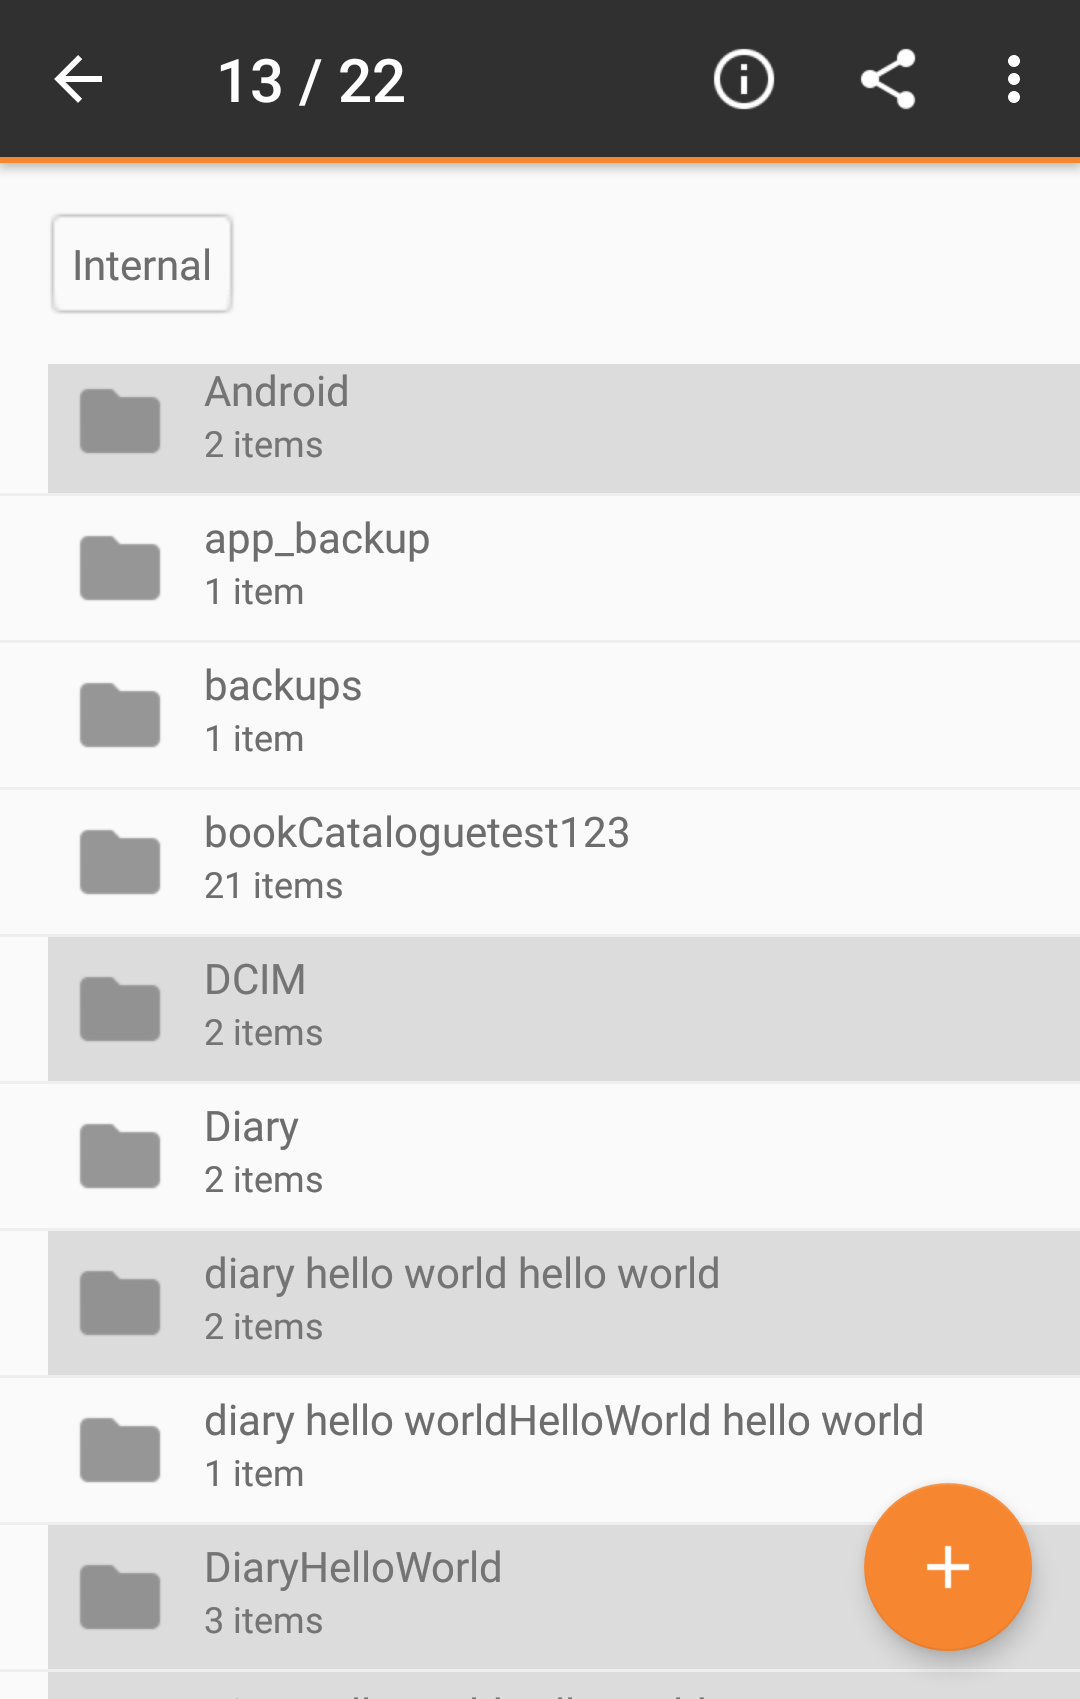 13 / 22
Internal
Android
2 items
app_backup
1 item
backups
1 item
bookCataloguetest123
21 items
DCIM
2 items
Diary
2 items
diary hello world hello world
2 items
diary hello worldHelloWorld hello world
1 item
DiaryHelloWorld
3 items